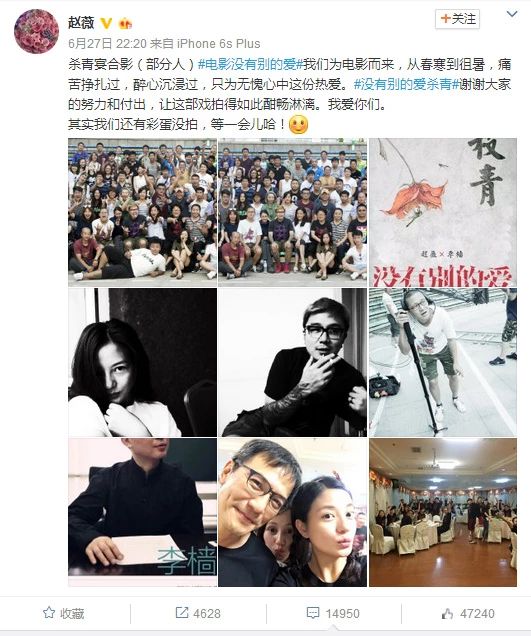 赵薇
+关注
6月27日 22:20 来自 iPhone 6s Plus
杀青宴合影（部分人）#电影没有别的爱#我们为电影而来，从春寒到徂暑，痛
苦挣扎过，醉心沉浸过，只为无愧心中这份热爱。#没有别的爱杀青#谢谢大家
的努力和付出，让这部戏拍得如此酣畅淋漓。我爱你们。
其实我们还有彩蛋没拍，等一会儿哈！
青
赵薇×李樯
没有别的爱
李樯
收藏
4628
14950
47240